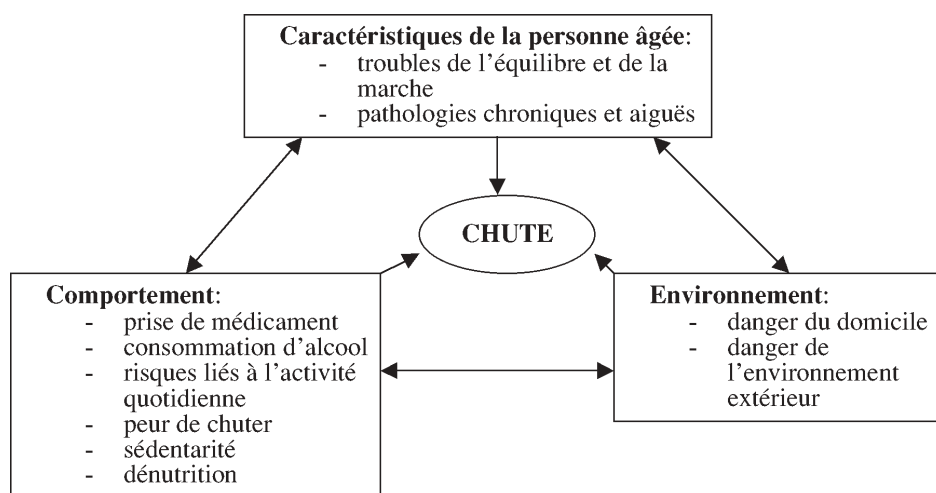 Caractéristiques de la personne âgée:
- troubles de l'équilibre et de la
marche
- pathologies chroniques et aiguës
CHUTE
Comportement:
- prise de médicament
- consommation d'alcool
- risques liés à l'activité
quotidienne
- peur de chuter
- sédentarité
- dénutrition
Environnement:
- danger du domicile
- danger de
l'environnement
extérieur